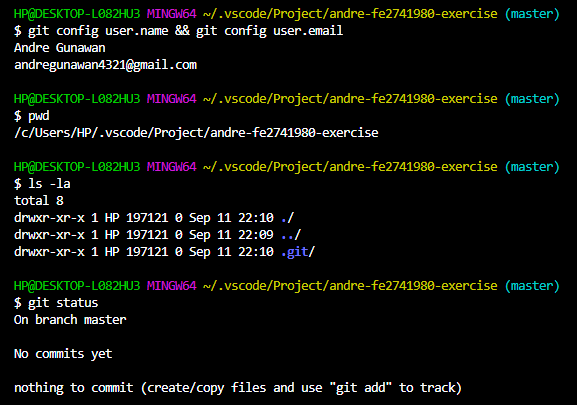 HP@DESKTOP-L082HU3 MINGW64 ~/.vscode/Project/andre-fe2741980-exercise (master)
$ git config user.name && git config user.email
Andre Gunawan
andregunawan4321@gmail.com
HP@DESKTOP-L082HU3 MINGW64 ~/.vscode/Project/andre-fe2741980-exercise (master)
$ pwd
/c/Users/HP/.vscode/Project/andre-fe2741980-exercise
HP@DESKTOP-L082HU3 MINGW64 ~/.vscode/Project/andre-fe2741980-exercise (master)
$ ls -la
total 8
drwxr-xr-x 1 HP 197121 0 Sep 11 22:10 ./
drwxr-xr-x 1 HP 197121 0 Sep 11 22:09 ../
drwxr-xr-x 1 HP 197121 0 Sep 11 22:10 .git/
HP@DESKTOP-L082HU3 MINGW64 ~/.vscode/Project/andre-fe2741980-exercise (master)
$ git status
On branch master
No commits yet
nothing to commit (create/copy files and use "git add" to track)